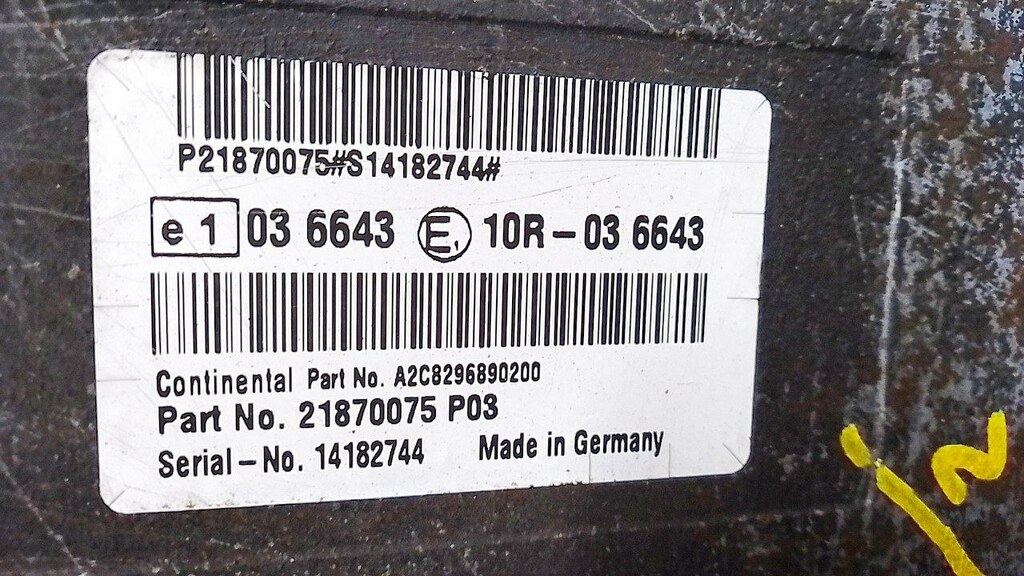 P21870075#S14182744#
e 1 03 6643 E1 10R-03 6643
Continental Part No. A2C8296890200
Part No. 21870075 P03
Serial-No. 14182744 Made in Germany